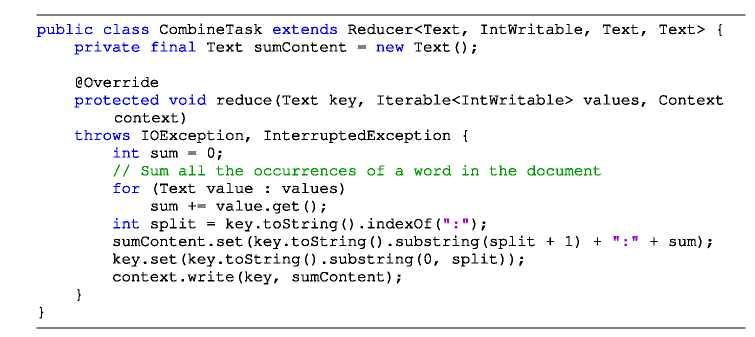 public class CombineTask extends Reducer<Text, IntWritable, Text, Text> {
    private final Text sumContent = new Text();

    @Override
    protected void reduce(Text key, Iterable<IntWritable> values, Context
        context)
    throws IOException, InterruptedException {
        int sum = 0;
        // Sum all the occurrences of a word in the document
        for (Text value : values)
            sum += value.get();
        int split = key.toString().indexOf(":");
        sumContent.set(key.toString().substring(split + 1) + ":" + sum);
        key.set(key.toString().substring(0, split));
        context.write(key, sumContent);
    }
}